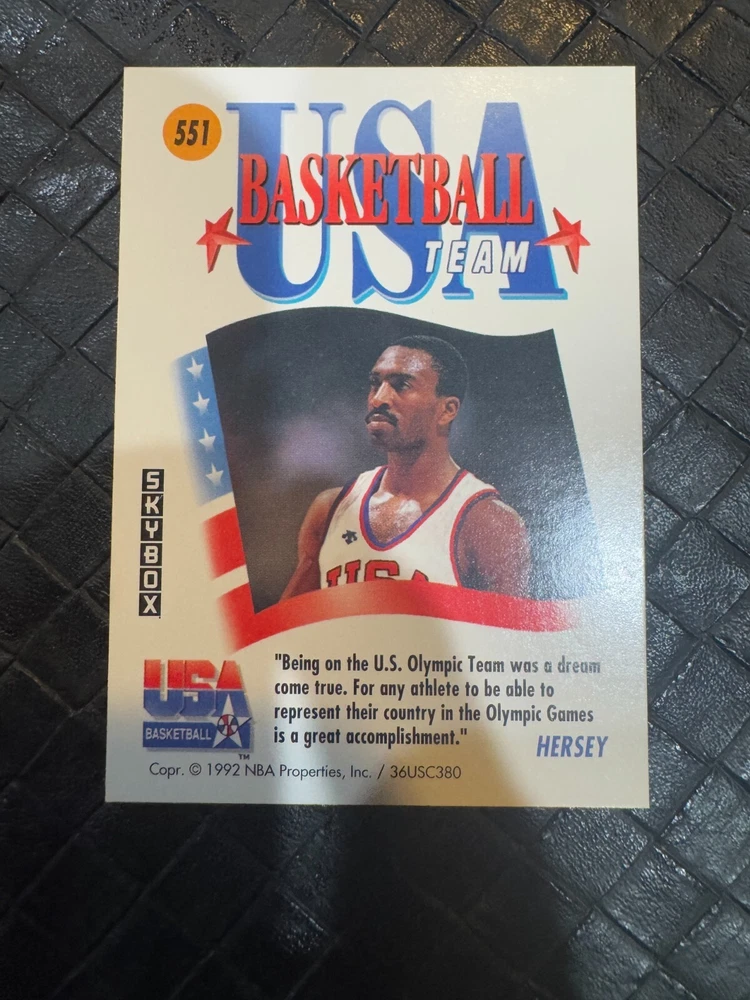 551
USA
BASKETBALL
TEAM
USA
SKYBOX
USA
BASKETBALL
TM
"Being on the U.S. Olympic Team was a dream
come true. For any athlete to be able to
represent their country in the Olympic Games
is a great accomplishment."
HERSEY
Copr. © 1992 NBA Properties, Inc. / 36USC380